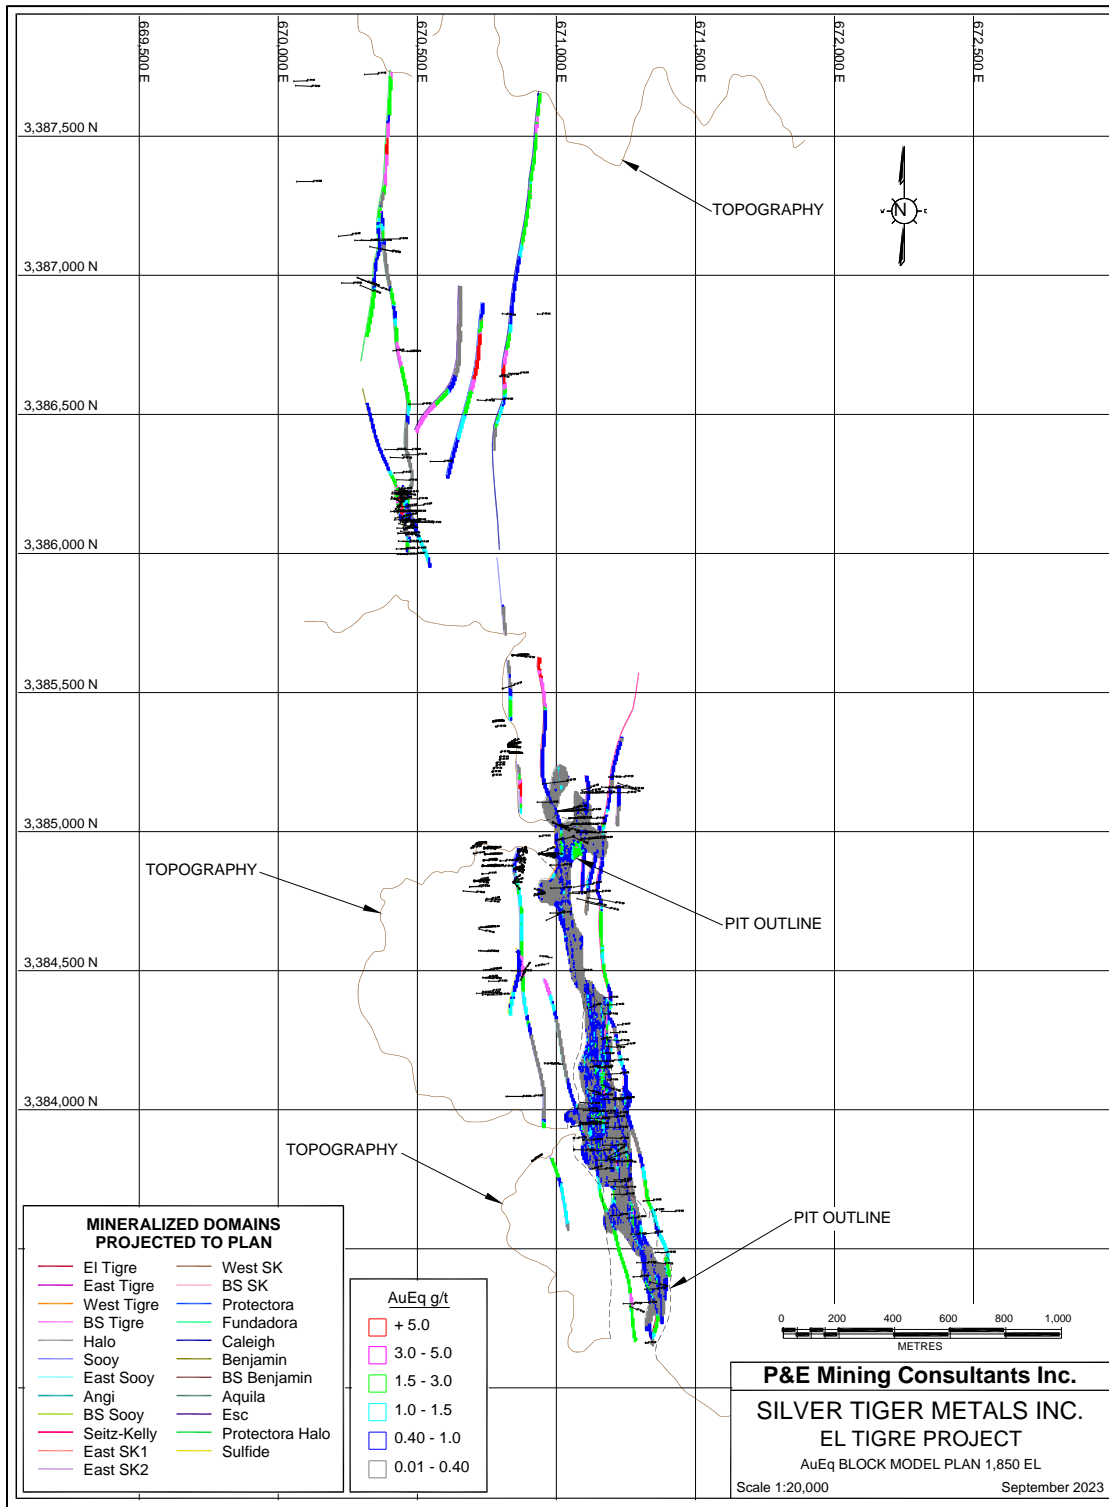 669,500 E
670,000 E
670,500 E
671,000 E
671,500 E
672,000 E
672,500 E
3,387,500 N
TOPOGRAPHY
W N E
3,387,000 N
3,386,500 N
3,386,000 N
3,385,500 N
3,385,000 N
TOPOGRAPHY
PIT OUTLINE
3,384,500 N
3,384,000 N
TOPOGRAPHY
PIT OUTLINE
MINERALIZED DOMAINS
PROJECTED TO PLAN
El Tigre
East Tigre
West Tigre
BS Tigre
Halo
Sooy
East Sooy
Angi
BS Sooy
Seitz-Kelly
East SK1
East SK2
West SK
BS SK
Protectora
Fundadora
Caleigh
Benjamin
BS Benjamin
Aquila
Esc
Protectora Halo
Sulfide
AuEq g/t
+ 5.0
3.0 - 5.0
1.5 - 3.0
1.0 - 1.5
0.40 - 1.0
0.01 - 0.40
0 200 400 600 800 1,000
METRES
P&E Mining Consultants Inc.
SILVER TIGER METALS INC.
EL TIGRE PROJECT
AuEq BLOCK MODEL PLAN 1,850 EL
Scale 1:20,000 September 2023